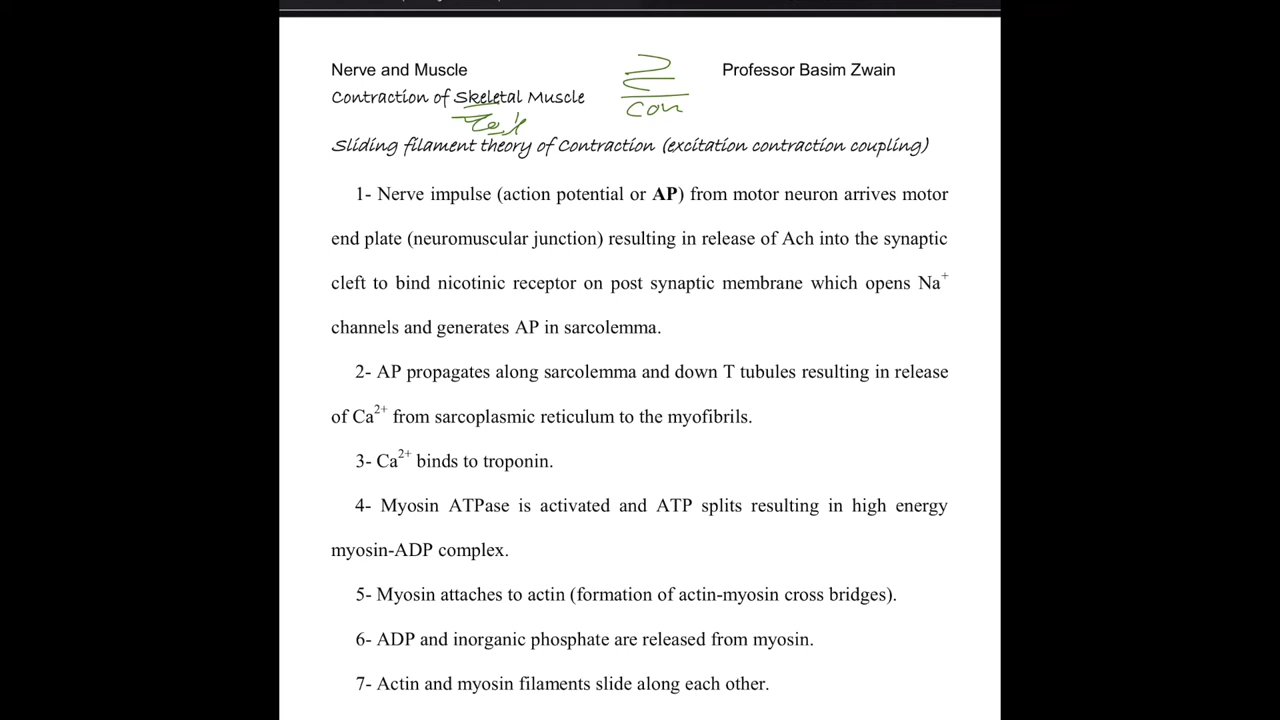 Nerve and Muscle Professor Basim Zwain
Contraction of Skeletal Muscle
Con
Sliding filament theory of Contraction (excitation contraction coupling)
1- Nerve impulse (action potential or AP) from motor neuron arrives motor
end plate (neuromuscular junction) resulting in release of Ach into the synaptic
cleft to bind nicotinic receptor on post synaptic membrane which opens Na⁺
channels and generates AP in sarcolemma.
2- AP propagates along sarcolemma and down T tubules resulting in release
of Ca²⁺ from sarcoplasmic reticulum to the myofibrils.
3- Ca²⁺ binds to troponin.
4- Myosin ATPase is activated and ATP splits resulting in high energy
myosin-ADP complex.
5- Myosin attaches to actin (formation of actin-myosin cross bridges).
6- ADP and inorganic phosphate are released from myosin.
7- Actin and myosin filaments slide along each other.